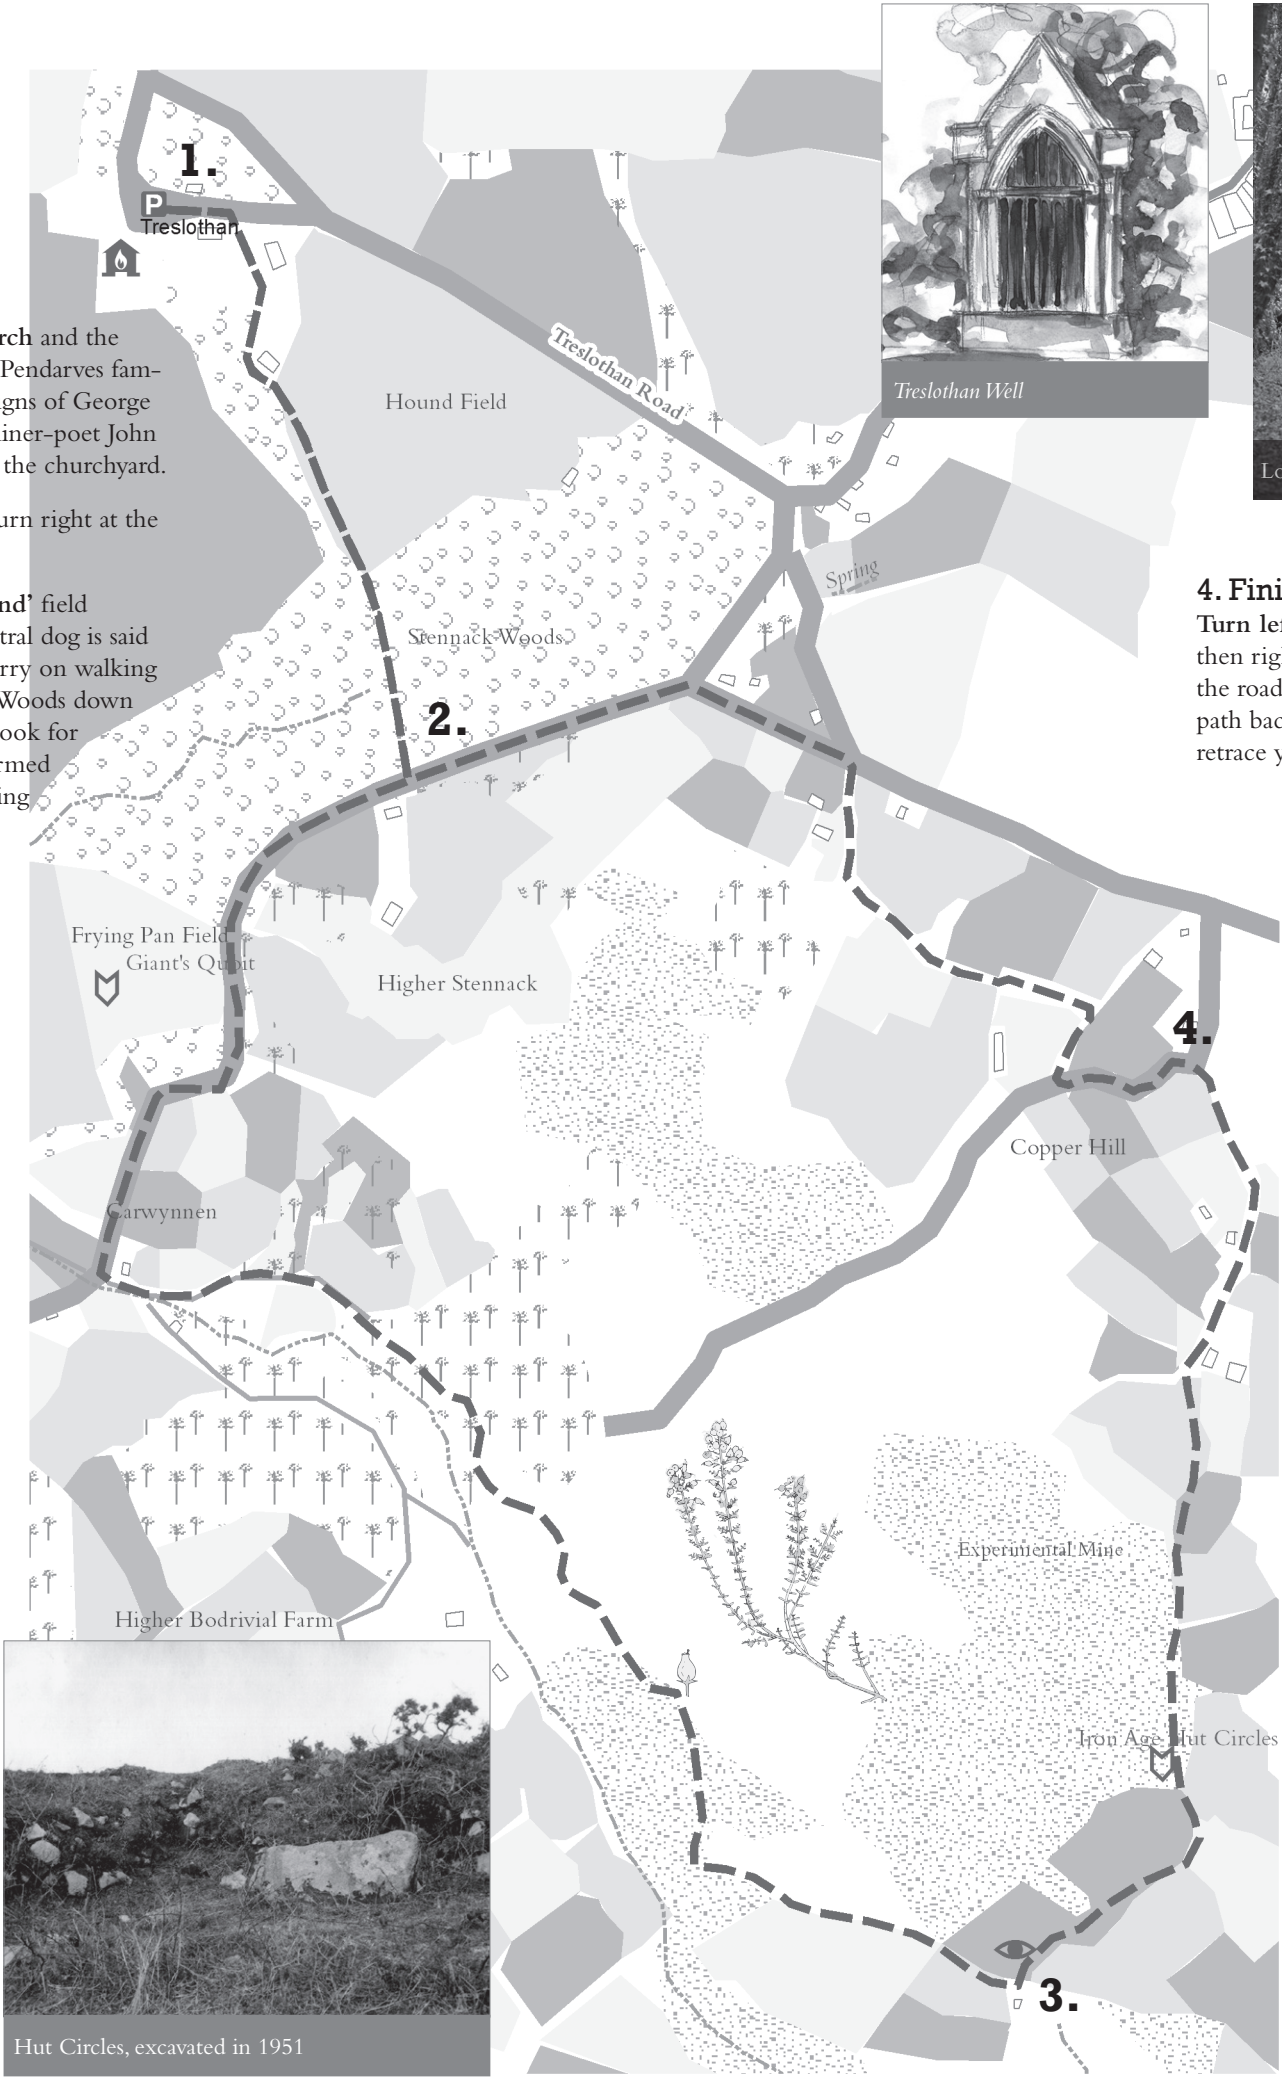 1.
P
Treslothan
rch and the
Pendarves fam-
igns of George
iner-poet John
the churchyard.
urn right at the
nd’ field
tral dog is said
rry on walking
Woods down
ook for
rmed
ing
Hound Field
Treslothan Road
Treslothan Well
Lo
Spring
Stennack Woods
2.
4. Fini
Turn lef
then righ
the road
path bac
retrace y
Frying Pan Field
Giant's Quoit
Higher Stennack
4.
Copper Hill
Carwynnen
Experimental Mine
Higher Bodrivial Farm
Iron Age Hut Circles
3.
Hut Circles, excavated in 1951